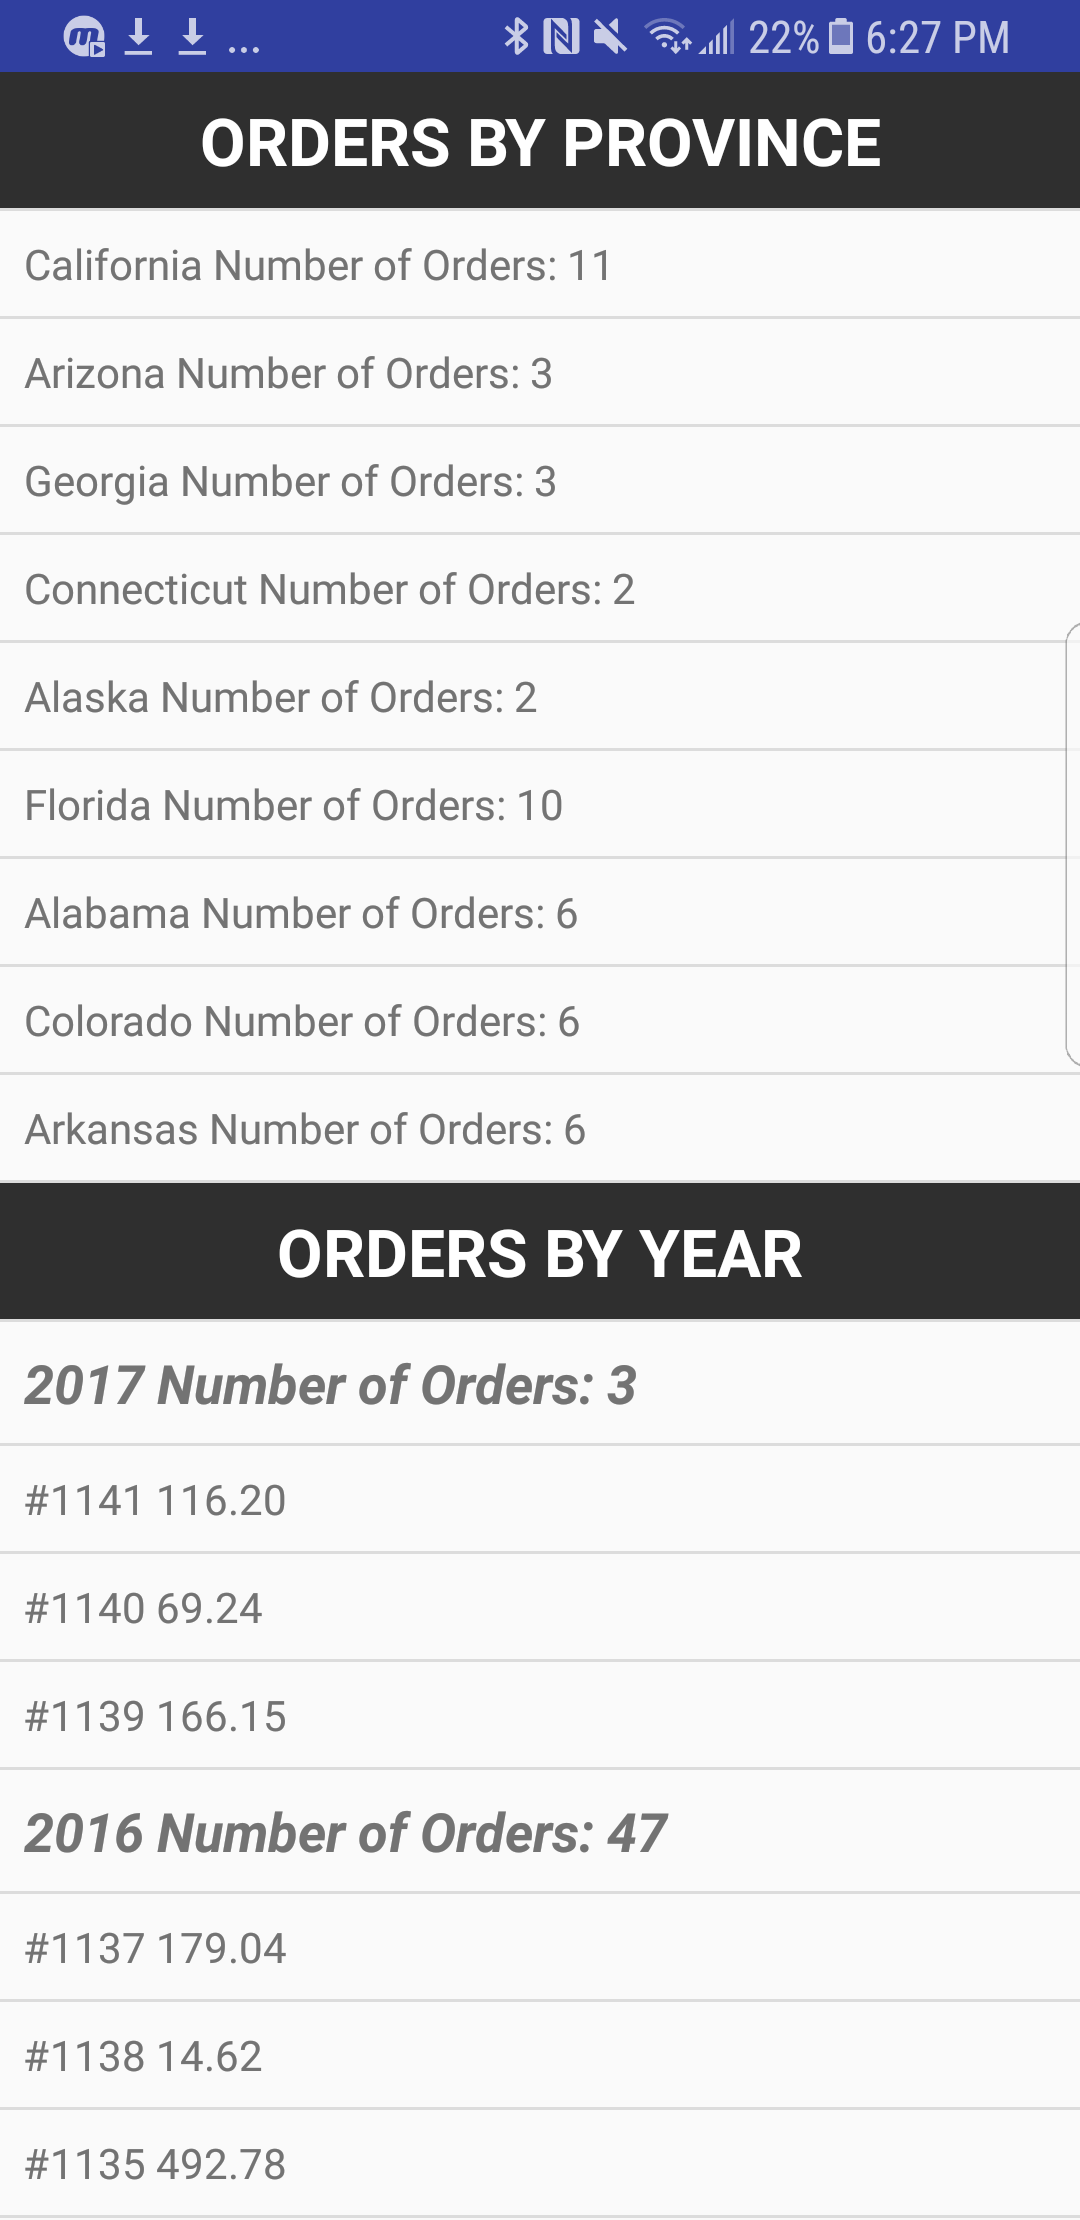 ... 22% 6:27 PM
ORDERS BY PROVINCE
California Number of Orders: 11
Arizona Number of Orders: 3
Georgia Number of Orders: 3
Connecticut Number of Orders: 2
Alaska Number of Orders: 2
Florida Number of Orders: 10
Alabama Number of Orders: 6
Colorado Number of Orders: 6
Arkansas Number of Orders: 6
ORDERS BY YEAR
2017 Number of Orders: 3
#1141 116.20
#1140 69.24
#1139 166.15
2016 Number of Orders: 47
#1137 179.04
#1138 14.62
#1135 492.78